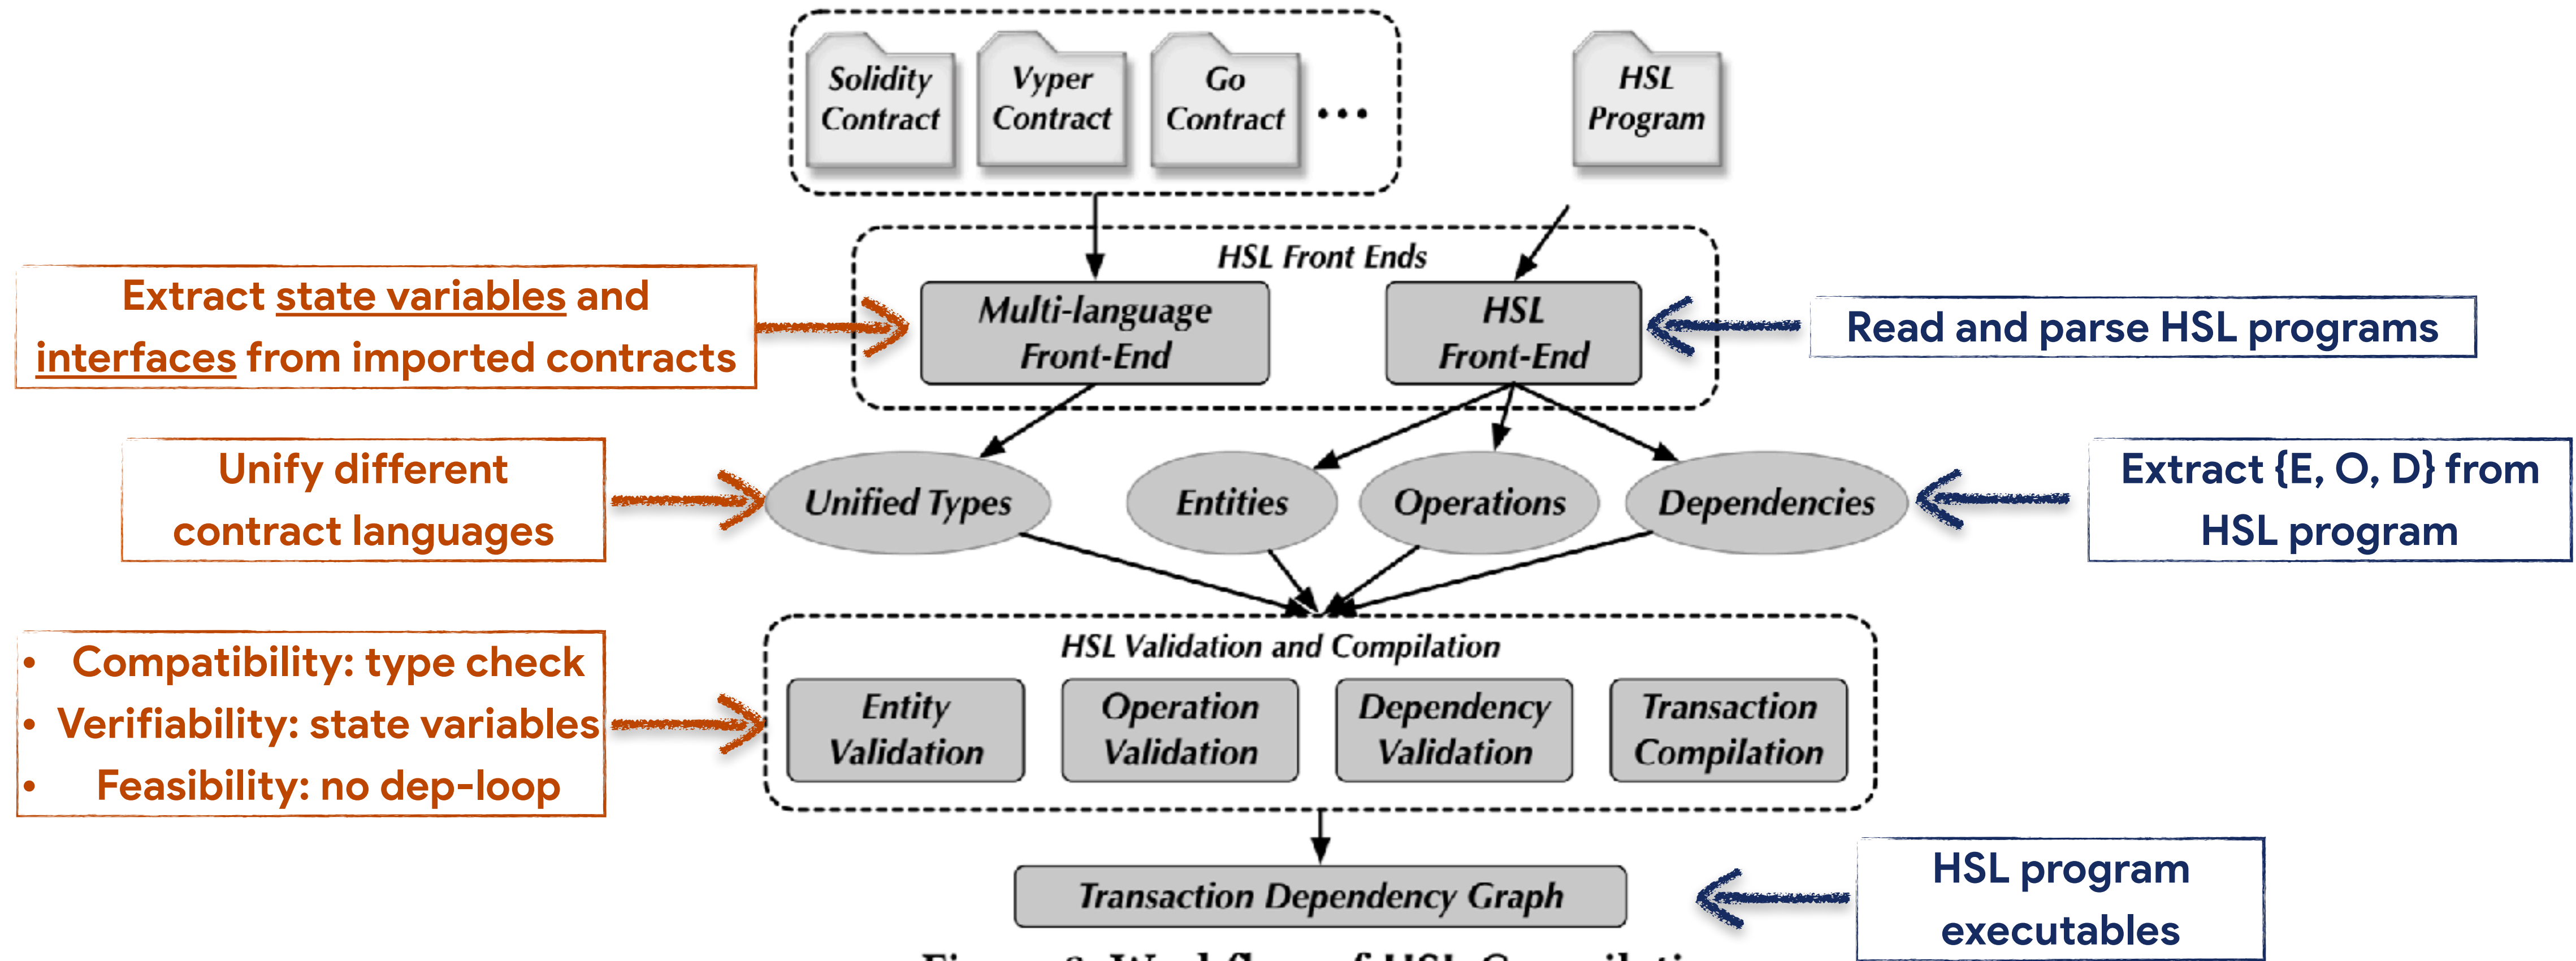 Solidity
Contract
Vyper
Contract
Go
Contract
•••
HSL
Program
HSL Front Ends
Extract state variables and
interfaces from imported contracts
Multi-language
Front-End
HSL
Front-End
Read and parse HSL programs
Unify different
contract languages
Unified Types
Entities
Operations
Dependencies
Extract {E, O, D} from
HSL program
• Compatibility: type check
• Verifiability: state variables
• Feasibility: no dep-loop
HSL Validation and Compilation
Entity
Validation
Operation
Validation
Dependency
Validation
Transaction
Compilation
Transaction Dependency Graph
HSL program
executables